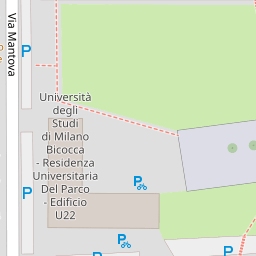 Via Mantova
P
Università
degli
Studi
di Milano
Bicocca
- Residenza
Universitaria
Del Parco
- Edificio
U22
P
P
P
P